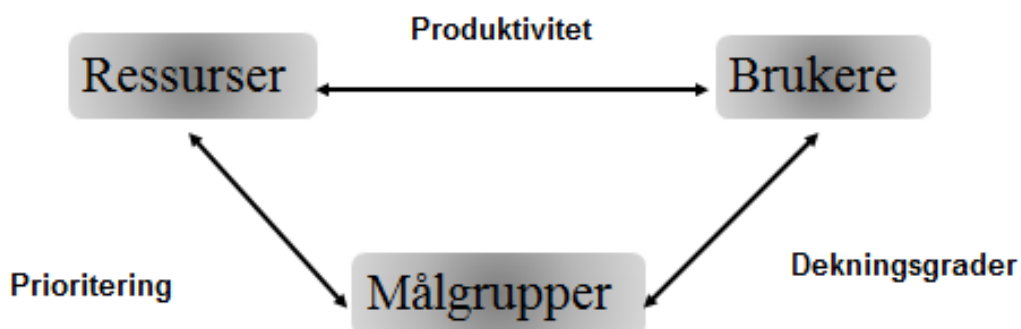 Produktivitet
Ressurser
Brukere
Prioritering
Målgrupper
Dekningsgrader